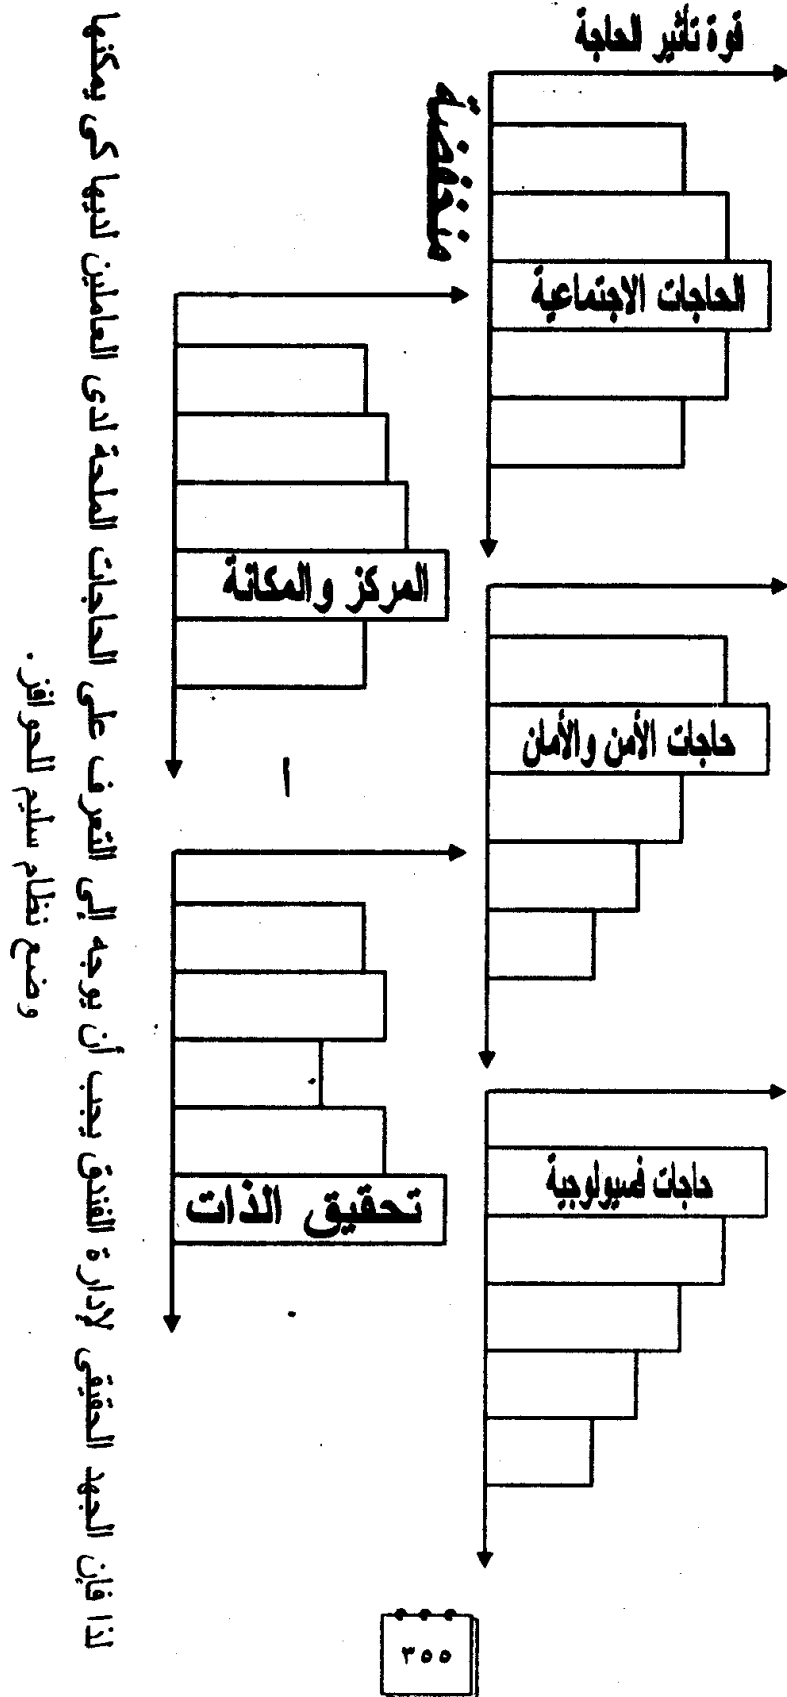 قوة تأثير الحاجة
منخفضة
الحاجات الاجتماعية
المركز والمكانة
حاجات الأمن والأمان
ا
تحقيق الذات
حاجات فسيولوجية
لذا فإن الجهد الحقيقى لإدارة الفندق يجب أن يوجه إلى التعرف على الحاجات الملحة لدى العاملين لديها كى يمكنها
وضع نظام سليم للحوافز.
٣٥٥